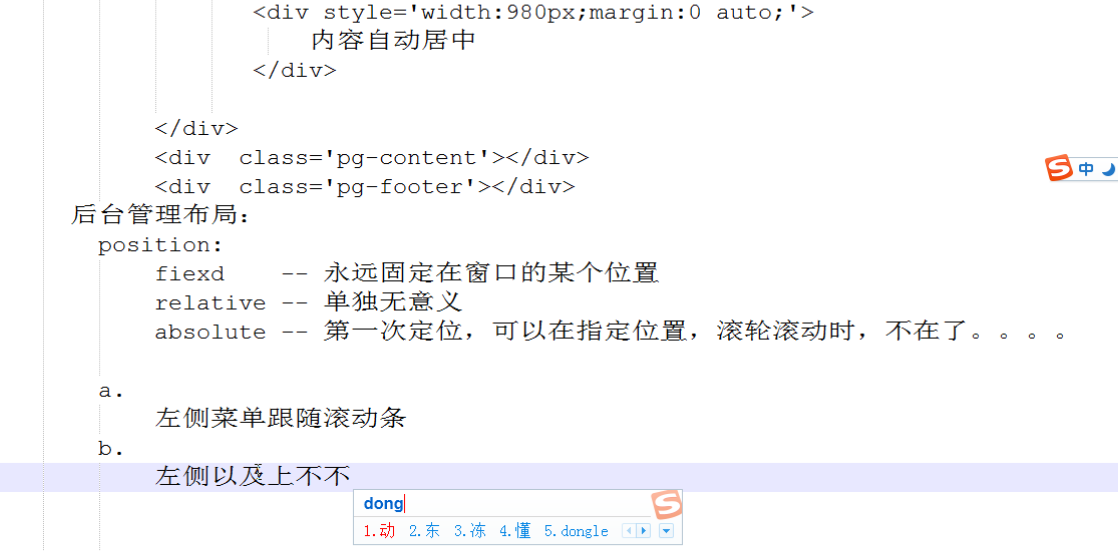 <div style='width:980px;margin:0 auto;'>
内容自动居中
</div>
</div>
<div  class='pg-content'></div>
<div  class='pg-footer'></div>
后台管理布局:
position:
fiexd    -- 永远固定在窗口的某个位置
relative -- 单独无意义
absolute -- 第一次定位，可以在指定位置，滚轮滚动时，不在了。。。。
a.
左侧菜单跟随滚动条
b.
左侧以及上不不
dong
1.动 2.东 3.冻 4.懂 5.dongle
S 中
S